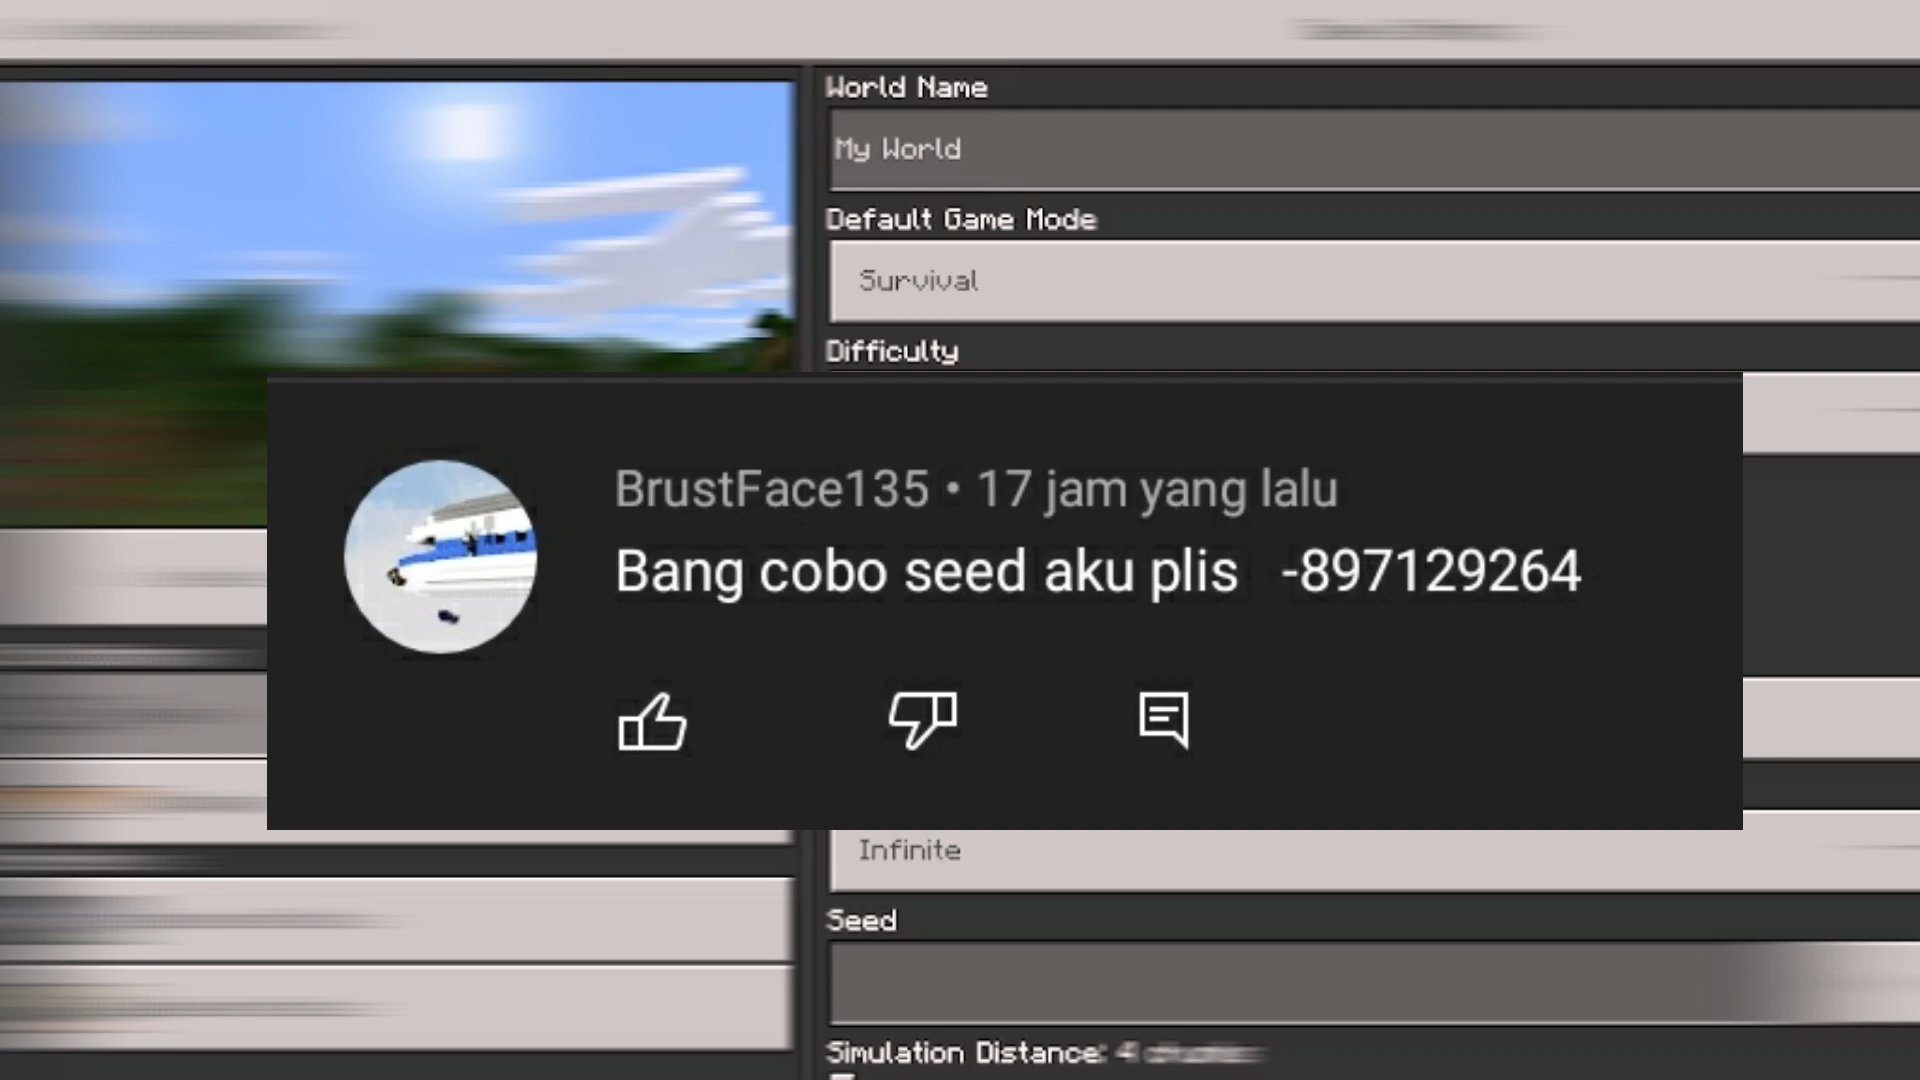 World Name
My World
Default Game Mode
Survival
Difficulty
BrustFace135 • 17 jam yang lalu
Bang cobo seed aku plis -897129264
Infinite
Seed
Simulation Distance: 4